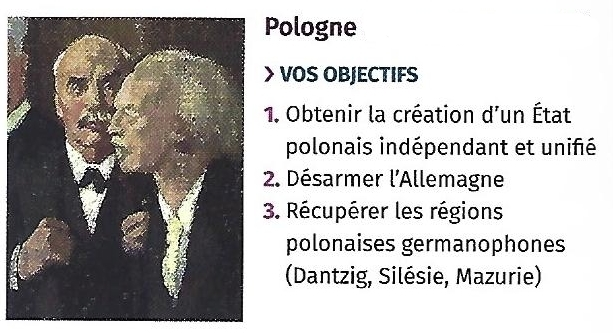 Pologne
> VOS OBJECTIFS
1. Obtenir la création d'un État
polonais indépendant et unifié
2. Désarmer l'Allemagne
3. Récupérer les régions
polonaises germanophones
(Dantzig, Silésie, Mazurie)